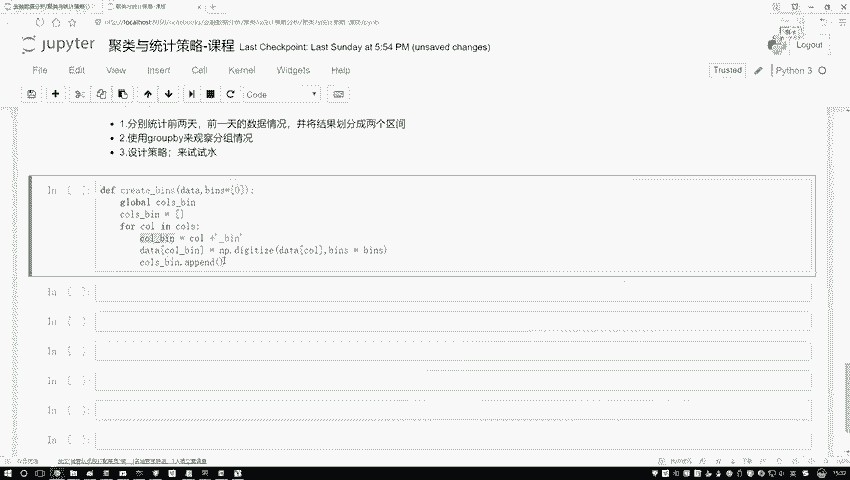 jupyter 聚类与统计策略-课程 Last Checkpoint: Last Sunday at 5:54 PM (unsaved changes)
Logout
File Edit View Insert Cell Kernel Widgets Help
Trusted Python 3
Code
1.分别统计前两天，前一天的数据情况，并将结果划分成两个区间
2.使用groupby来观察分组情况
3.设计策略；来试试水
In [ ]: def create_bins(data,bins=[0]):
global cols_bin
cols_bin = []
for col in cols:
col_bin = col +'_bin'
data[col_bin] = np.digitize(data[col],bins = bins)
cols_bin.append()
In [ ]:
In [ ]:
In [ ]:
In [ ]:
In [ ]:
In [ ]: